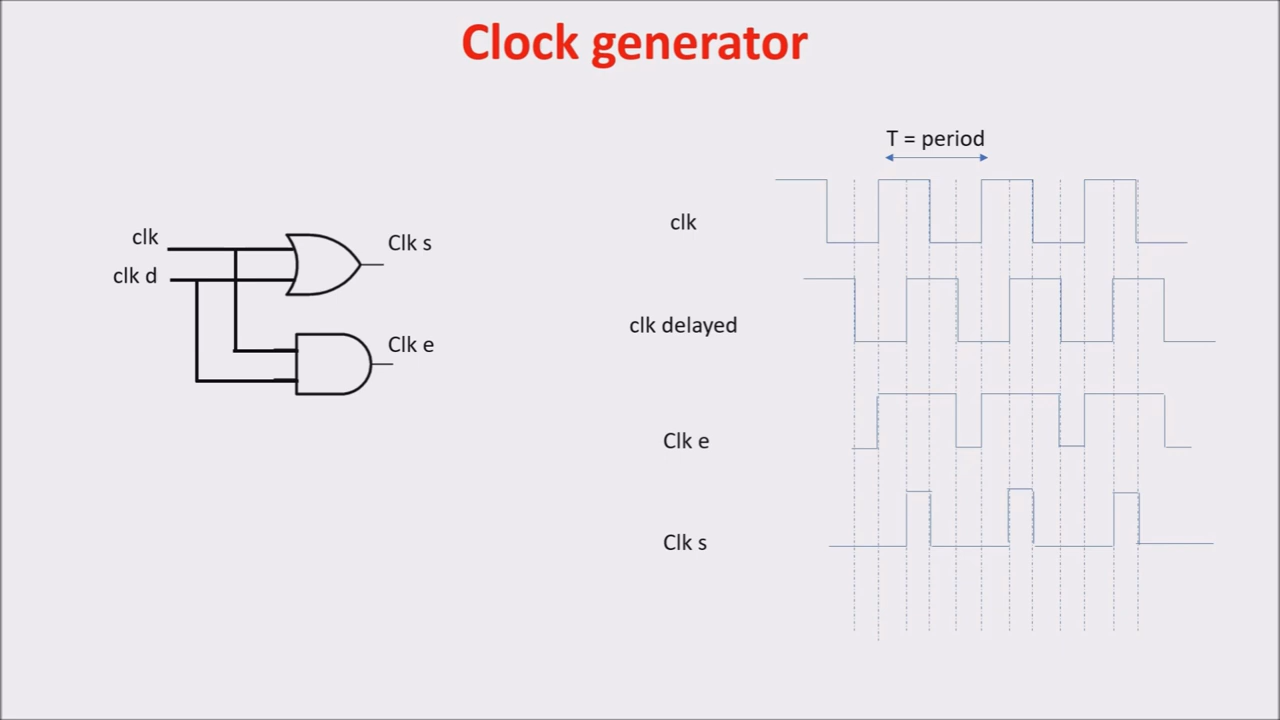 Clock generator
T = period
clk
clk
Clk s
clk d
clk delayed
Clk e
Clk e
Clk s